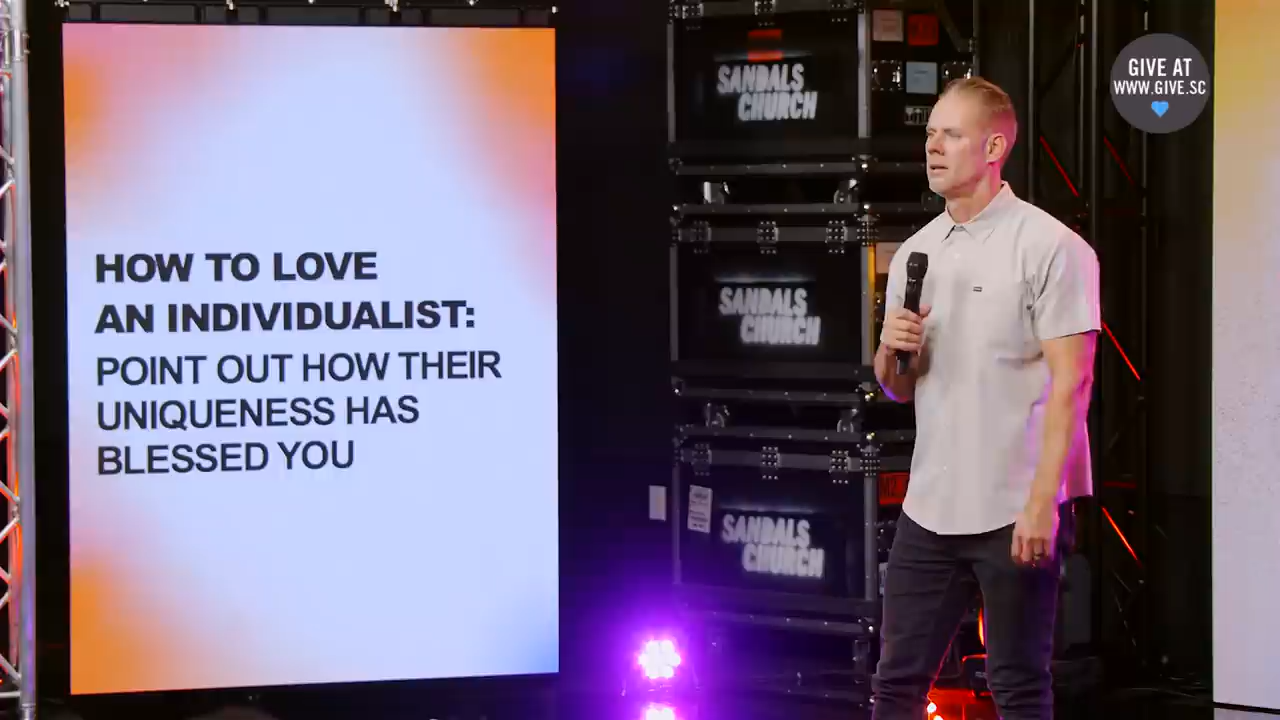 HOW TO LOVE
AN INDIVIDUALIST:
POINT OUT HOW THEIR
UNIQUENESS HAS
BLESSED YOU
SANDALS
CHURCH
SANDALS
CHURCH
SANDALS
CHURCH
GIVE AT
WWW.GIVE.SC